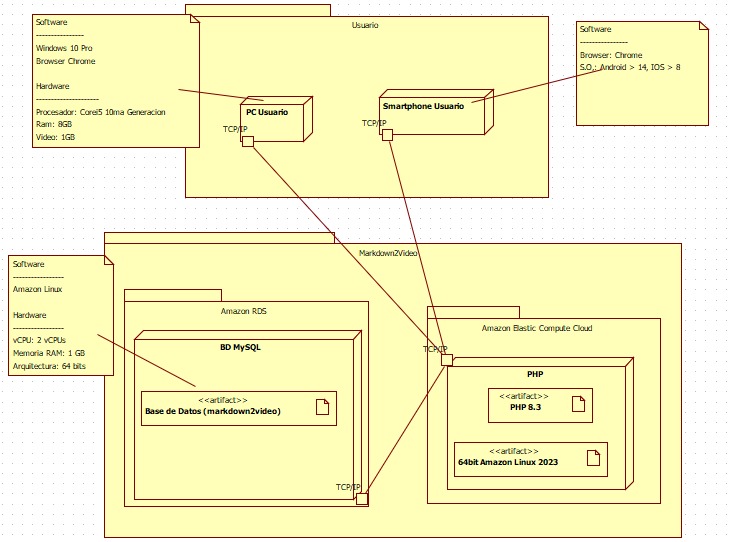 Software
----------------
Windows 10 Pro
Browser Chrome
Hardware
---------------------
Procesador: Corei5 10ma Generacion
Ram: 8GB
Video: 1GB
Usuario
PC Usuario
TCP/IP
Smartphone Usuario
TCP/IP
Software
----------------
Browser: Chrome
S.O.: Android > 14, IOS > 8
Markdown2Video
Software
-----------------
Amazon Linux
Hardware
-----------------
vCPU: 2 vCPUs
Memoria RAM: 1 GB
Arquitectura: 64 bits
Amazon RDS
BD MySQL
<<artifact>>
Base de Datos (markdown2video)
TCP/IP
Amazon Elastic Compute Cloud
TCP/IP
PHP
<<artifact>>
PHP 8.3
<<artifact>>
64bit Amazon Linux 2023